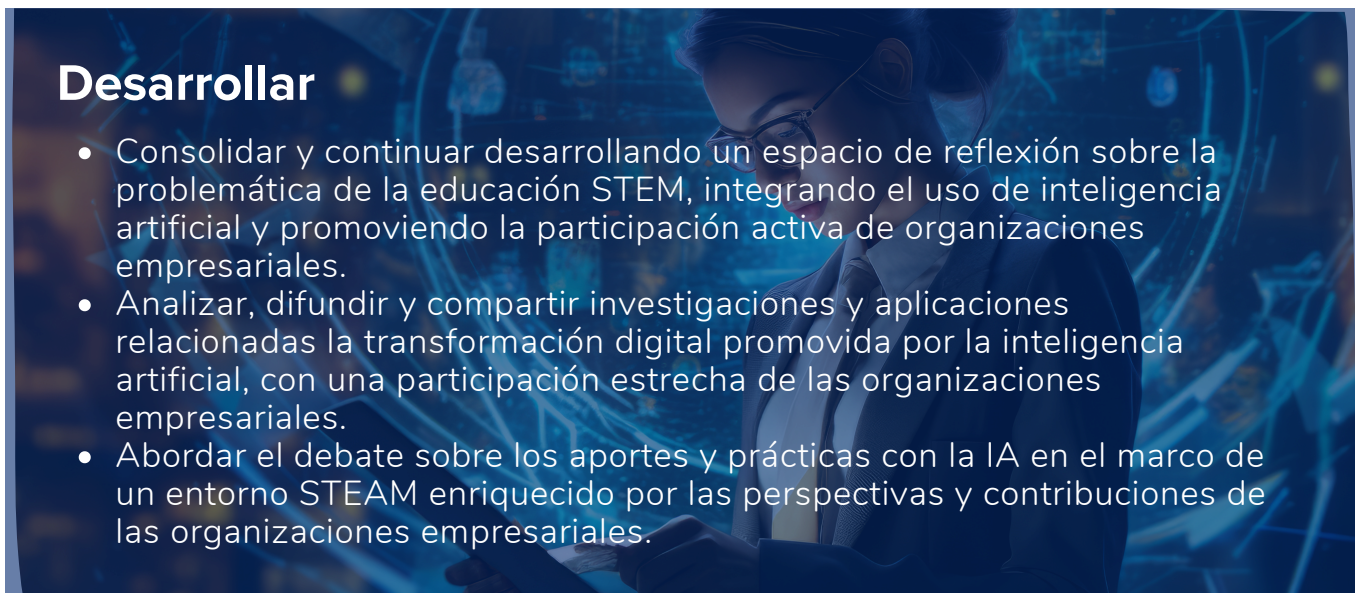 Desarrollar
• Consolidar y continuar desarrollando un espacio de reflexión sobre la
problemática de la educación STEM, integrando el uso de inteligencia
artificial y promoviendo la participación activa de organizaciones
empresariales.
• Analizar, difundir y compartir investigaciones y aplicaciones
relacionadas la transformación digital promovida por la inteligencia
artificial, con una participación estrecha de las organizaciones
empresariales.
• Abordar el debate sobre los aportes y prácticas con la IA en el marco de
un entorno STEAM enriquecido por las perspectivas y contribuciones de
las organizaciones empresariales.